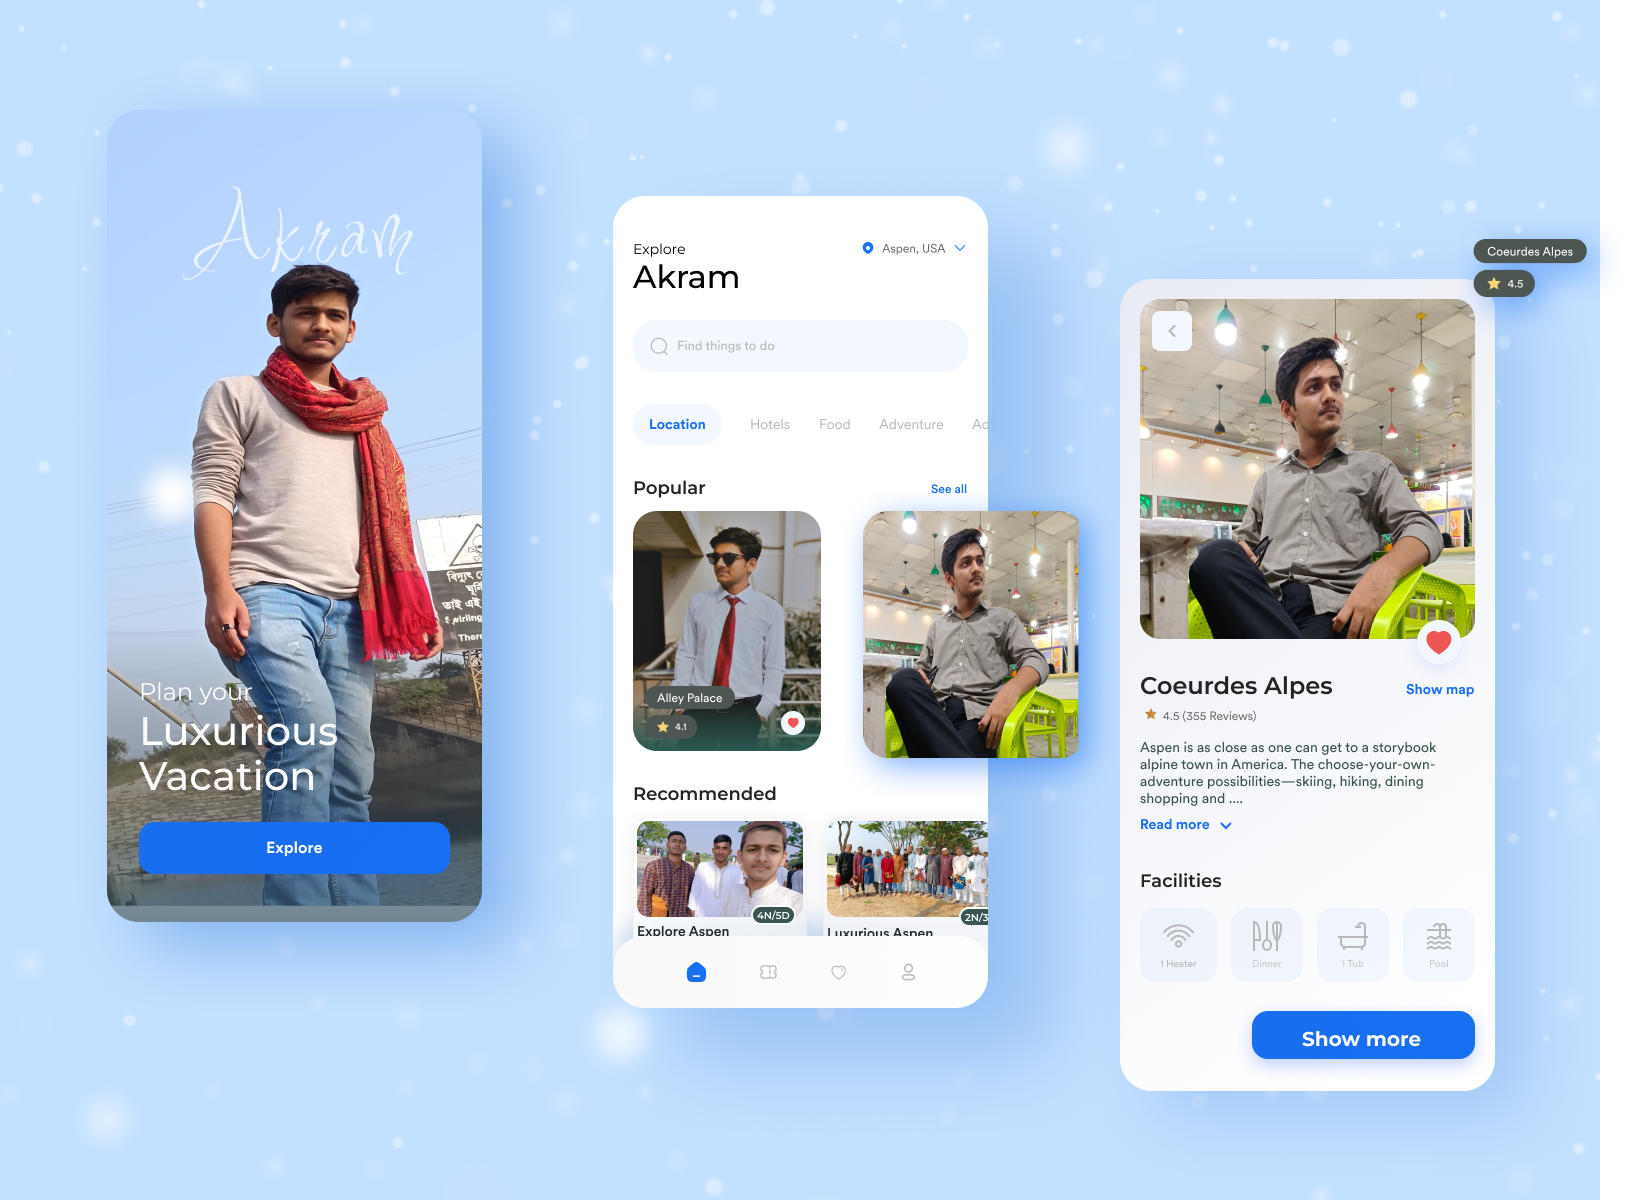 Akram
বিদ্যুৎ
ঘূর্ণি
তাই এই
Swirling
There
Plan your
Luxurious
Vacation
Explore
Explore
Akram
Aspen, USA
Find things to do
Location
Hotels
Food
Adventure
Ad
Popular
See all
Alley Palace
4.1
Recommended
4N/5D
2N/3
Explore Aspen
Luxurious Aspen
Coeurdes Alpes
4.5
Coeurdes Alpes
Show map
4.5 (355 Reviews)
Aspen is as close as one can get to a storybook
alpine town in America. The choose-your-own-
adventure possibilities—skiing, hiking, dining
shopping and ....
Read more
Facilities
1 Heater
Dinner
1 Tub
Pool
Show more